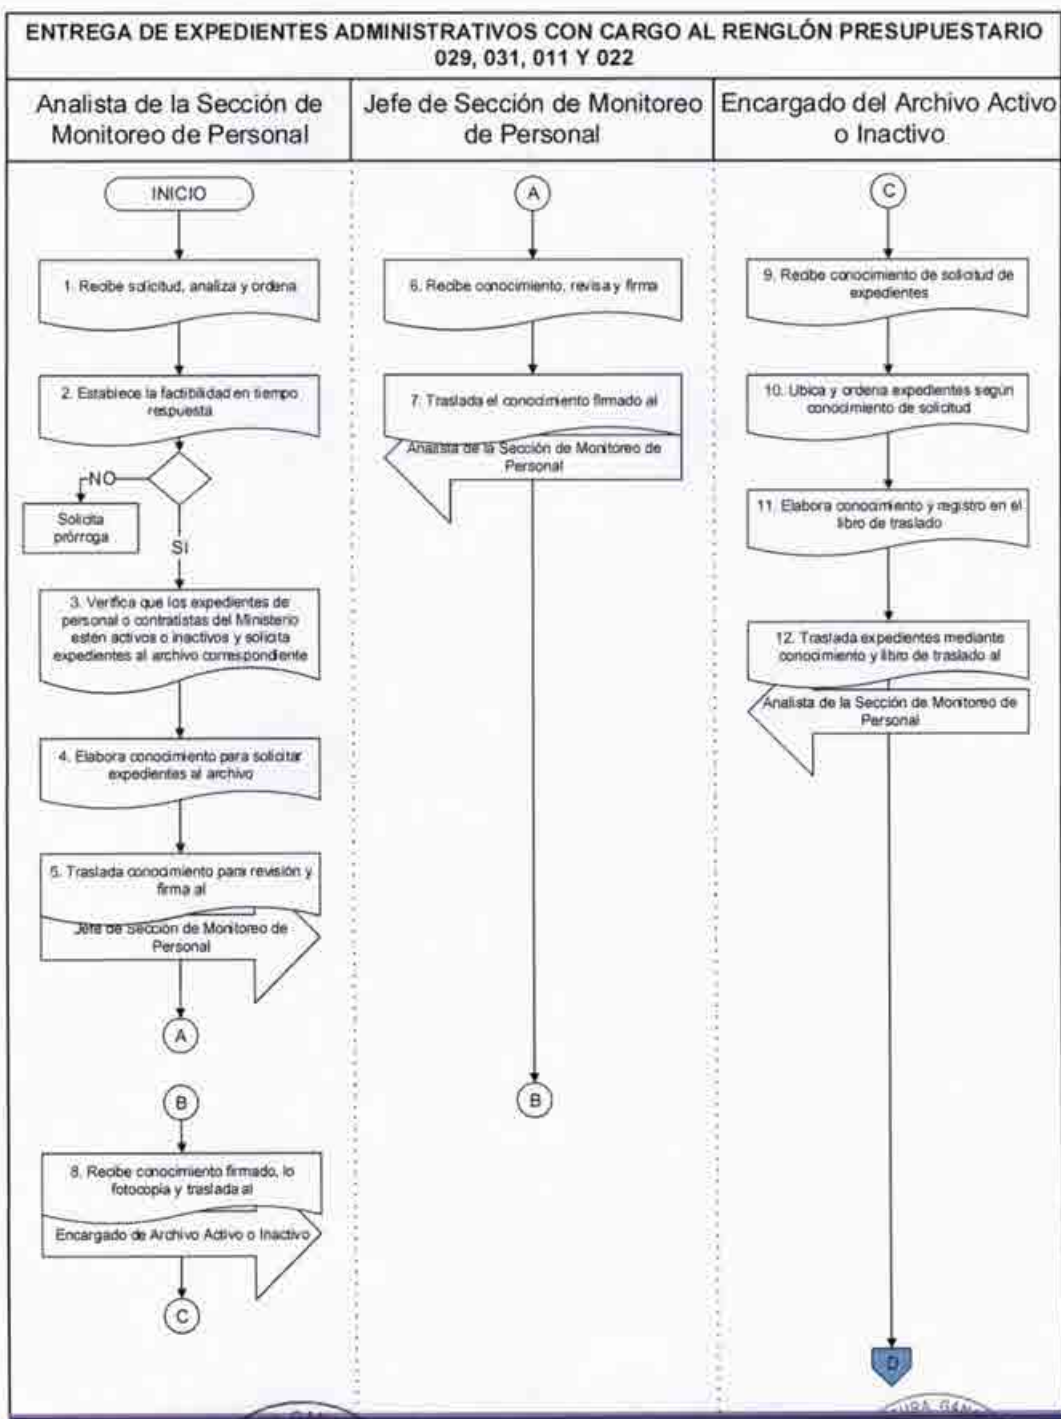 ENTREGA DE EXPEDIENTES ADMINISTRATIVOS CON CARGO AL RENGLÓN PRESUPUESTARIO
029, 031, 011 Y 022
Analista de la Sección de
Monitoreo de Personal
Jefe de Sección de Monitoreo
de Personal
Encargado del Archivo Activo
o Inactivo
INICIO
1. Recibe solicitud, analiza y ordena
2. Establece la factibilidad en tiempo
respuesta
NO
Solicita
prórroga
SI
3. Verifica que los expedientes de
personal o contratistas del Ministerio
estén activos o inactivos y solicita
expedientes al archivo correspondiente
4. Elabora conocimiento para solicitar
expedientes al archivo
5. Traslada conocimiento para revisión y
firma al
Jefe de Sección de Monitoreo de
Personal
A
B
8. Recibe conocimiento firmado, lo
fotocopia y traslada al
Encargado de Archivo Activo o Inactivo
C
A
6. Recibe conocimiento, revisa y firma
7. Traslada el conocimiento firmado al
Analista de la Sección de Monitoreo de
Personal
B
C
9. Recibe conocimiento de solicitud de
expedientes
10. Ubica y ordena expedientes según
conocimiento de solicitud
11. Elabora conocimiento y registro en el
libro de traslado
12. Traslada expedientes mediante
conocimiento y libro de traslado al
Analista de la Sección de Monitoreo de
Personal
D